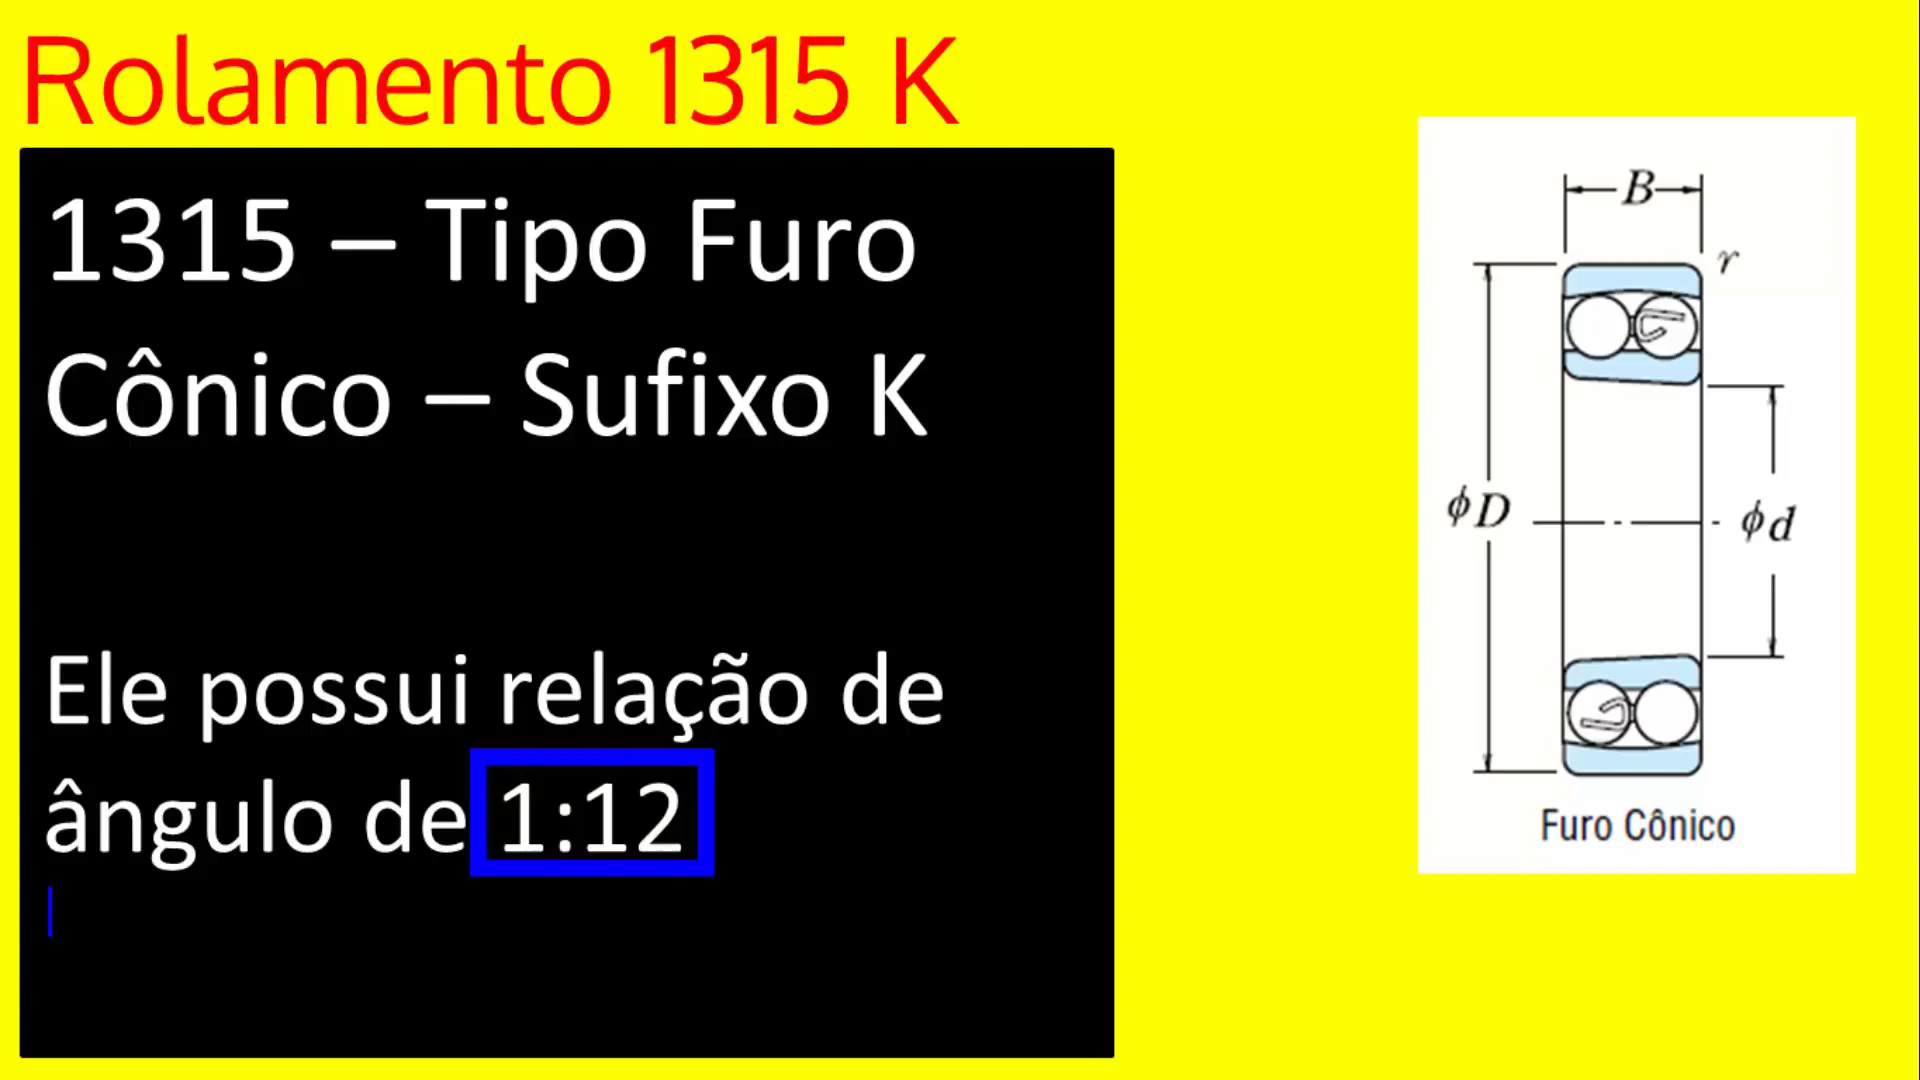 Rolamento 1315 K
1315 – Tipo Furo
Cônico – Sufixo K
Ele possui relação de
ângulo de 1:12
B
r
ϕD
ϕd
Furo Cônico